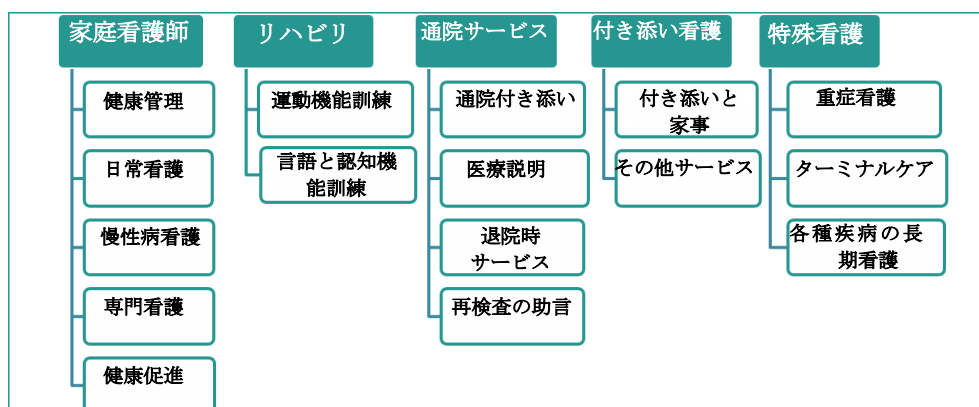 家庭看護師
健康管理
日常看護
慢性病看護
専門看護
健康促進
リハビリ
運動機能訓練
言語と認知機
能訓練
通院サービス
通院付き添い
医療説明
退院時
サービス
再検査の助言
付き添い看護
付き添いと
家事
その他サービス
特殊看護
重症看護
ターミナルケア
各種疾病の長
期看護